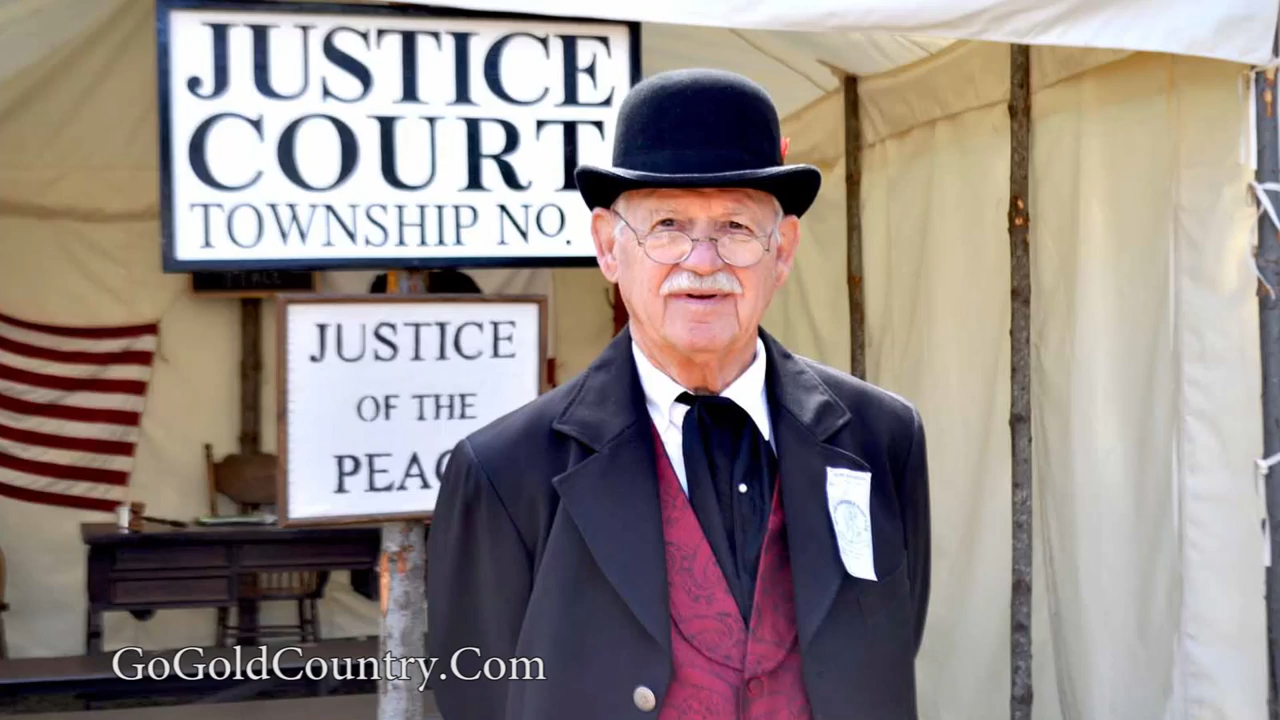 JUSTICE
COURT
TOWNSHIP NO.
JUSTICE
OF THE
PEAC
GoGoldCountry.Com